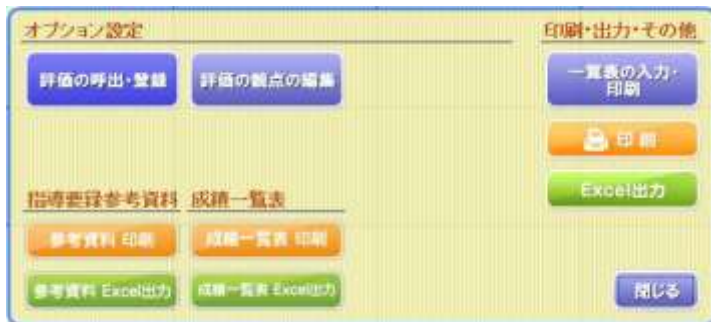 オプション設定
印刷・出力・その他
評価の呼出・登録
評価の観点の編集
一覧表の入力・
印刷
印刷
Excel出力
指導要録参考資料
成績一覧表
参考資料 印刷
成績一覧表 印刷
参考資料 Excel出力
成績一覧表 Excel出力
閉じる